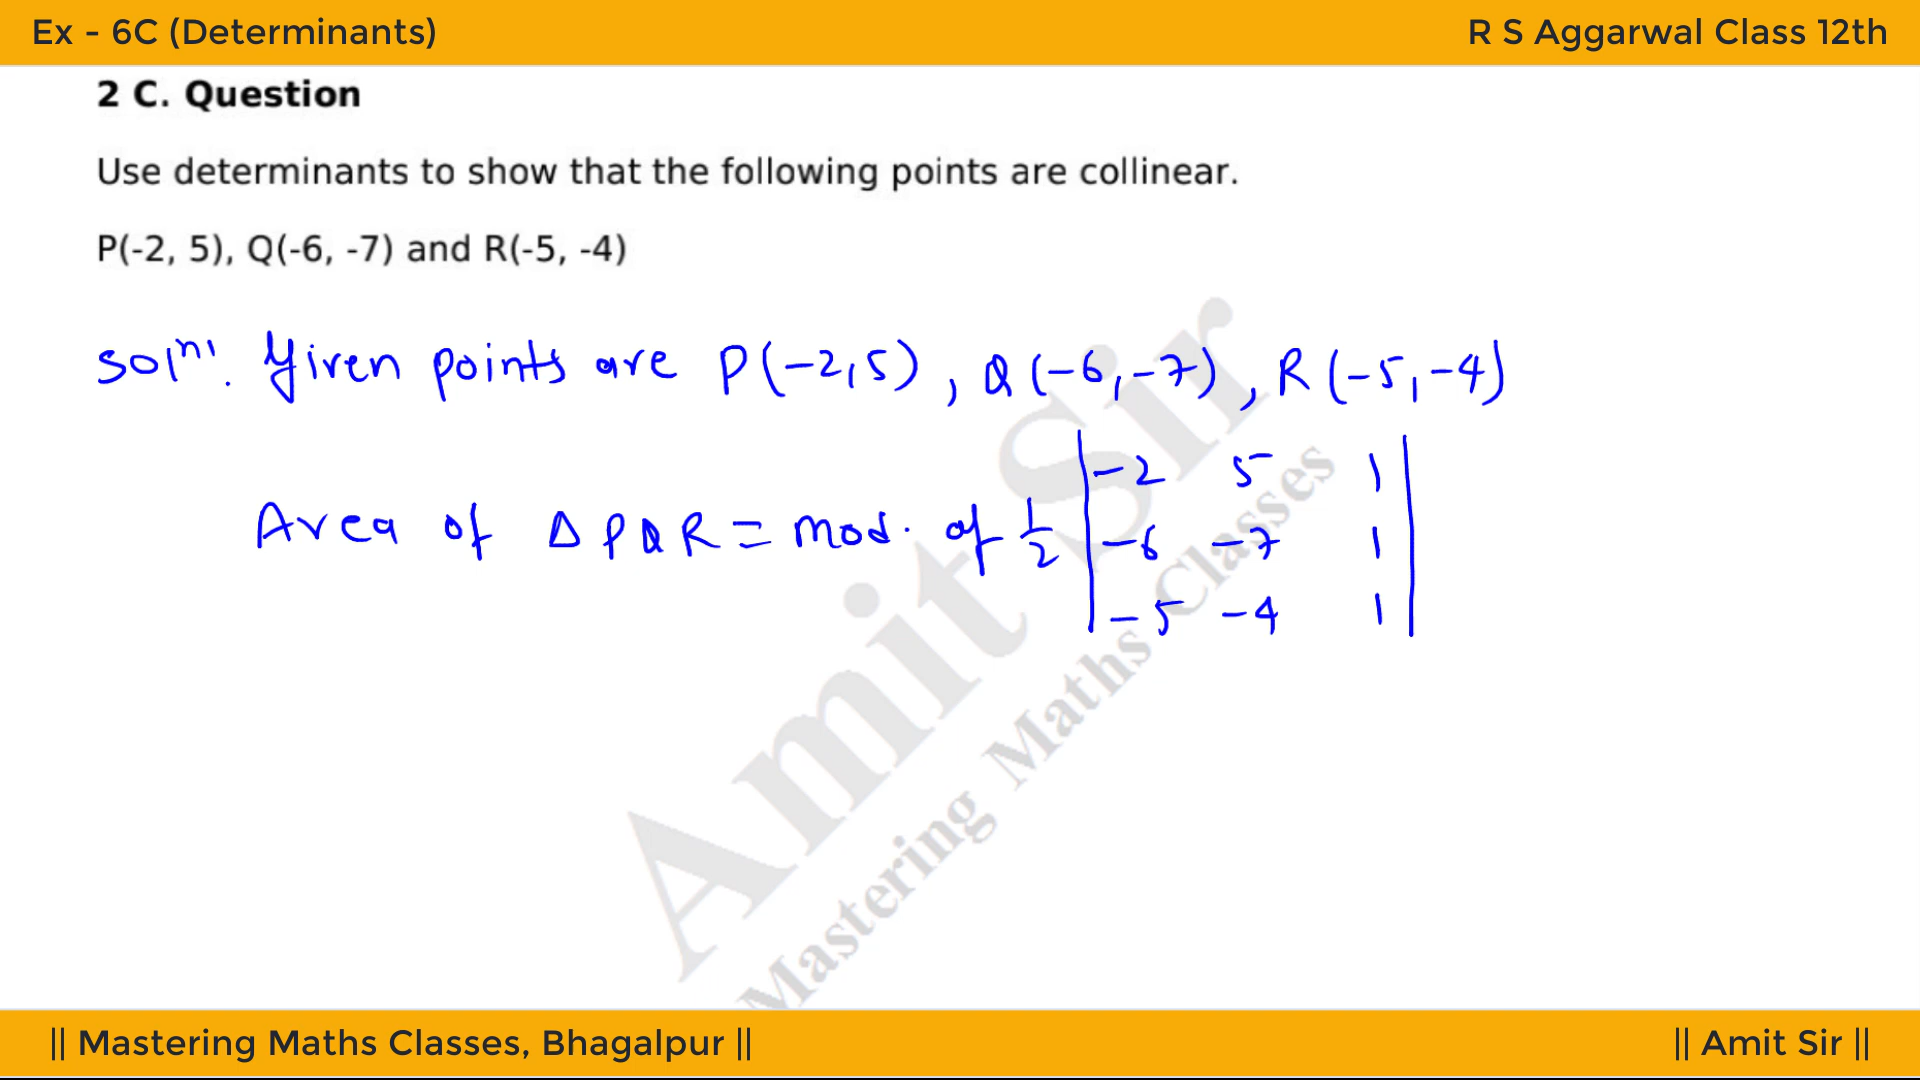 Ex - 6C (Determinants)
R S Aggarwal Class 12th
2 C. Question
Use determinants to show that the following points are collinear.
P(-2, 5), Q(-6, -7) and R(-5, -4)
Solⁿ: Given points are P(-2,5), Q(-6,-7), R(-5,-4)
Area of Δ PQR = mod. of 1/2 | -2 5 1 |
| -6 -7 1 |
| -5 -4 1 |
Amit Sir
Mastering Maths Classes
|| Mastering Maths Classes, Bhagalpur ||
|| Amit Sir ||